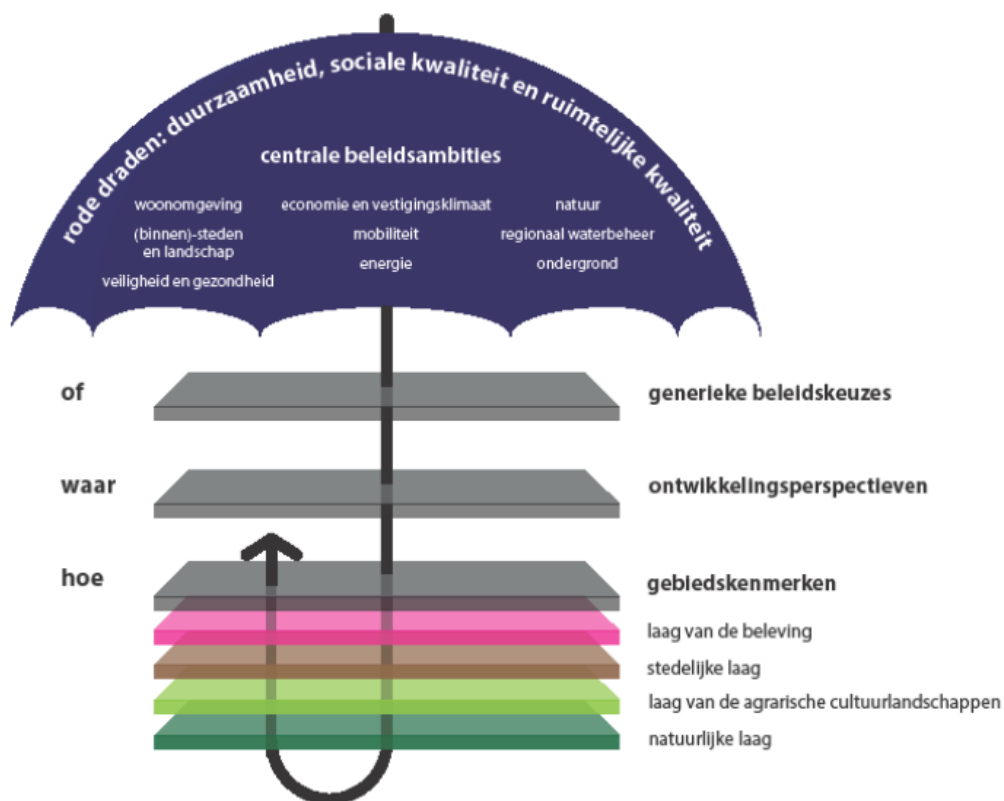 rode draden: duurzaamheid, sociale kwaliteit en ruimtelijke kwaliteit
centrale beleidsambities
woonomgeving
(binnen)-steden
en landschap
veiligheid en gezondheid
economie en vestigingsklimaat
mobiliteit
energie
natuur
regionaal waterbeheer
ondergrond
of
generieke beleidskeuzes
waar
ontwikkelingsperspectieven
hoe
gebiedskenmerken
laag van de beleving
stedelijke laag
laag van de agrarische cultuurlandschappen
natuurlijke laag